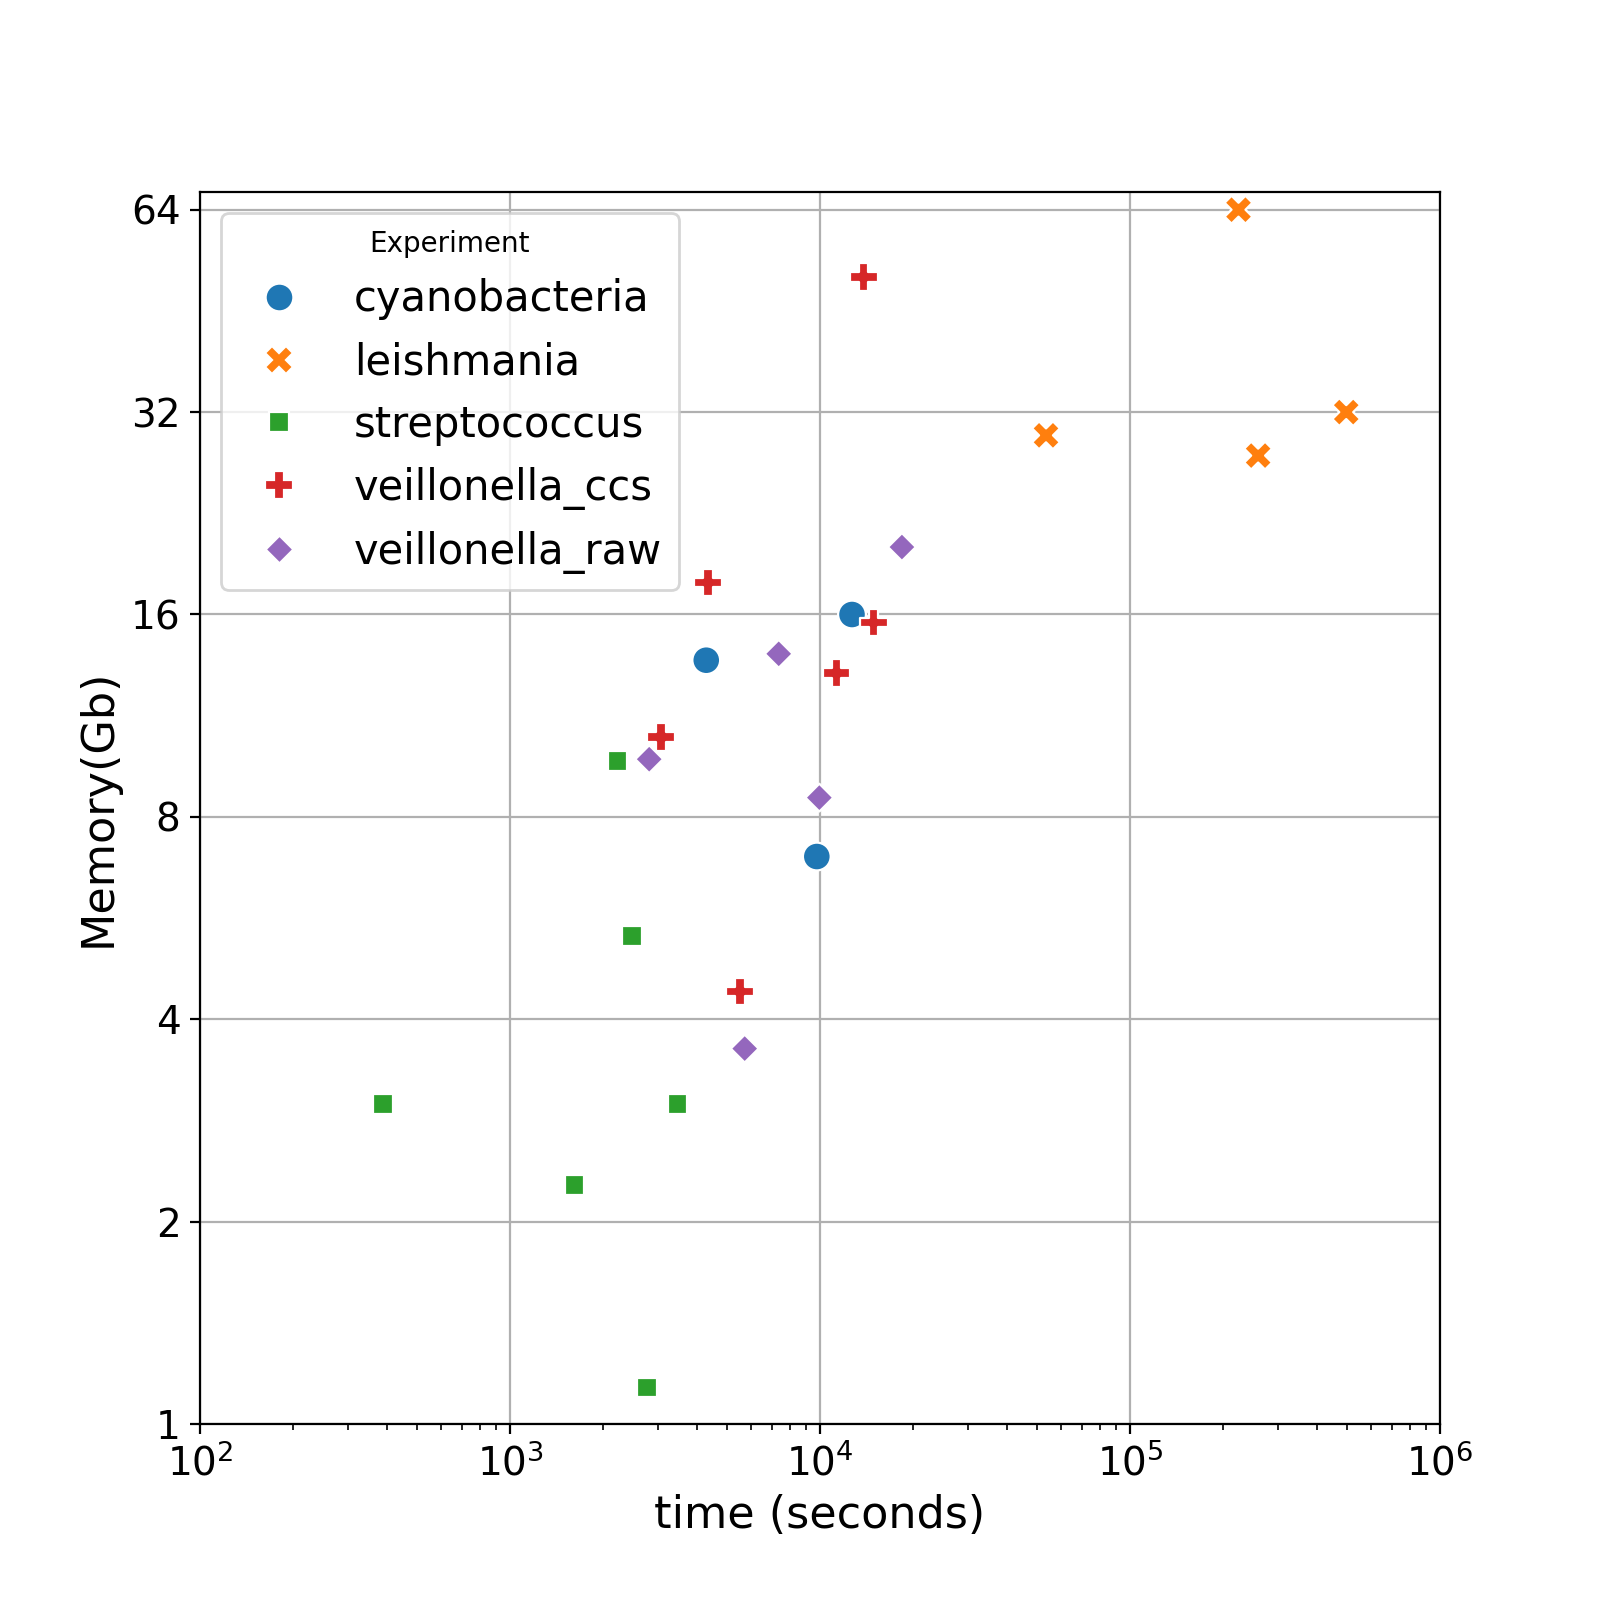 Experiment
cyanobacteria
leishmania
streptococcus
veillonella_ccs
veillonella_raw
64
32
16
8
4
2
1
Memory(Gb)
10² 10³ 10⁴ 10⁵ 10⁶
time (seconds)